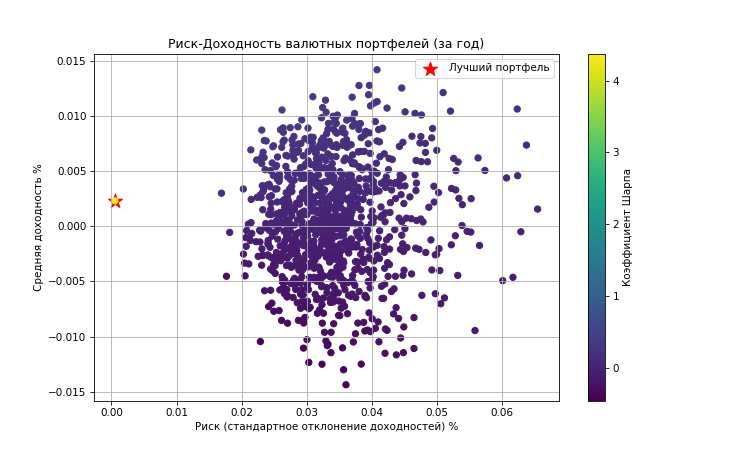 Риск-Доходность валютных портфелей (за год)
Лучший портфель
0.015
0.010
0.005
0.000
−0.005
−0.010
−0.015
Средняя доходность %
0.00 0.01 0.02 0.03 0.04 0.05 0.06
Риск (стандартное отклонение доходностей) %
4
3
2
1
0
Коэффициент Шарпа